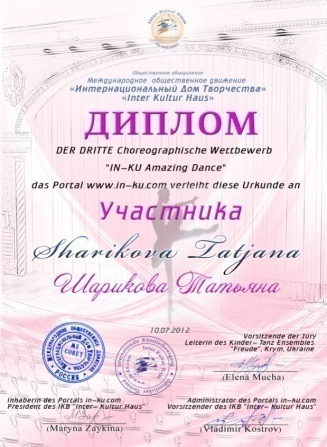 Общественное объединение
Международное общественное движение
«Интернациональный Дом Творчества»
«Inter Kultur Haus»
ДИПЛОМ
DER DRITTE Choreographische Wettbewerb
"IN-KU Amazing Dance"
das Portal www.in-ku.com verleiht diese Urkunde an
Участника
Sharikova Tatjana
Шарикова Татьяна
10.07.2012
Vorsitzende der Jury
Leiterin des Kinder- Tanz Ensembles
"Freude", Krym, Ukraine
(Elena Mucha)
Inhaberin des Portals in-ku.com
President des IKB "Inter- Kultur Haus"
(Maryna Zaykina)
Administrator des Portals in-ku.com
Vorsitzender des IKB "Inter- Kultur Haus"
(Vladimir Kostrov)
СОВЕТ